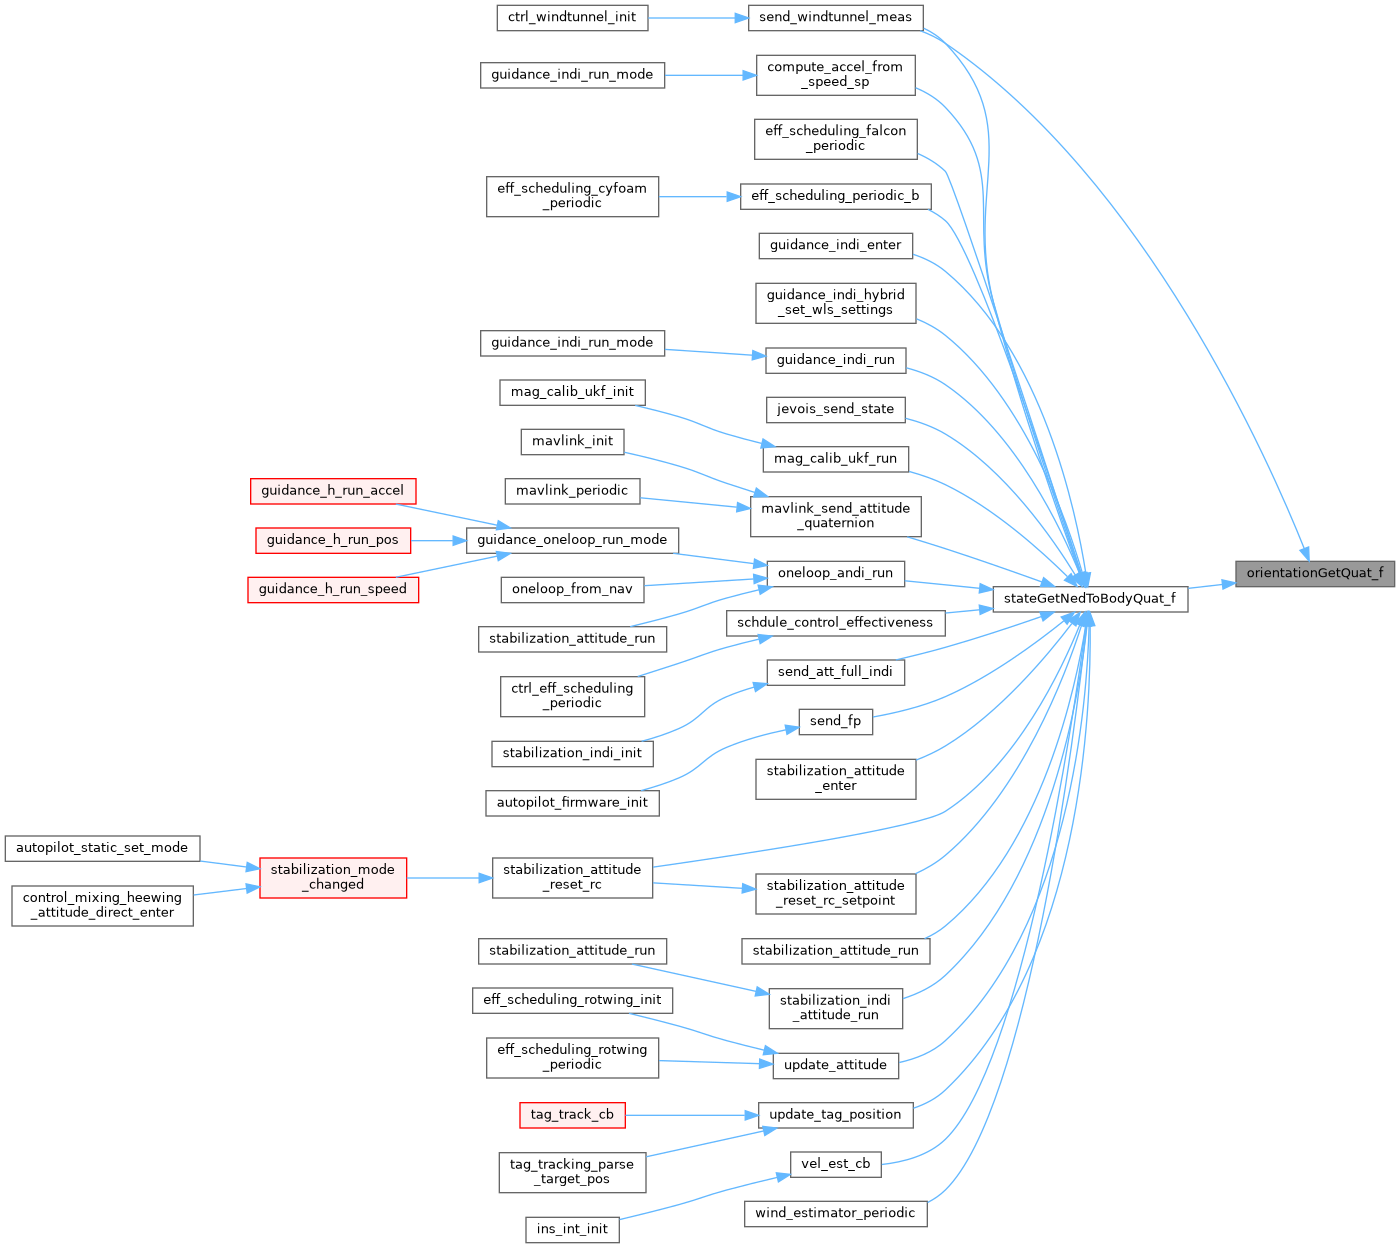 ctrl_windtunnel_init
send_windtunnel_meas
guidance_indi_run_mode
compute_accel_from
_speed_sp
eff_scheduling_falcon
_periodic
eff_scheduling_cyfoam
_periodic
eff_scheduling_periodic_b
guidance_indi_enter
guidance_indi_hybrid
_set_wls_settings
guidance_indi_run_mode
guidance_indi_run
mag_calib_ukf_init
jevois_send_state
mavlink_init
mag_calib_ukf_run
guidance_h_run_accel
mavlink_periodic
mavlink_send_attitude
_quaternion
guidance_h_run_pos
guidance_oneloop_run_mode
guidance_h_run_speed
oneloop_from_nav
oneloop_andi_run
orientationGetQuat_f
stateGetNedToBodyQuat_f
stabilization_attitude_run
schdule_control_effectiveness
ctrl_eff_scheduling
_periodic
send_att_full_indi
stabilization_indi_init
send_fp
autopilot_firmware_init
stabilization_attitude
_enter
autopilot_static_set_mode
stabilization_mode
_changed
stabilization_attitude
_reset_rc
control_mixing_heewing
_attitude_direct_enter
stabilization_attitude
_reset_rc_setpoint
stabilization_attitude_run
stabilization_attitude_run
eff_scheduling_rotwing_init
stabilization_indi
_attitude_run
eff_scheduling_rotwing
_periodic
update_attitude
tag_track_cb
update_tag_position
tag_tracking_parse
_target_pos
vel_est_cb
ins_int_init
wind_estimator_periodic